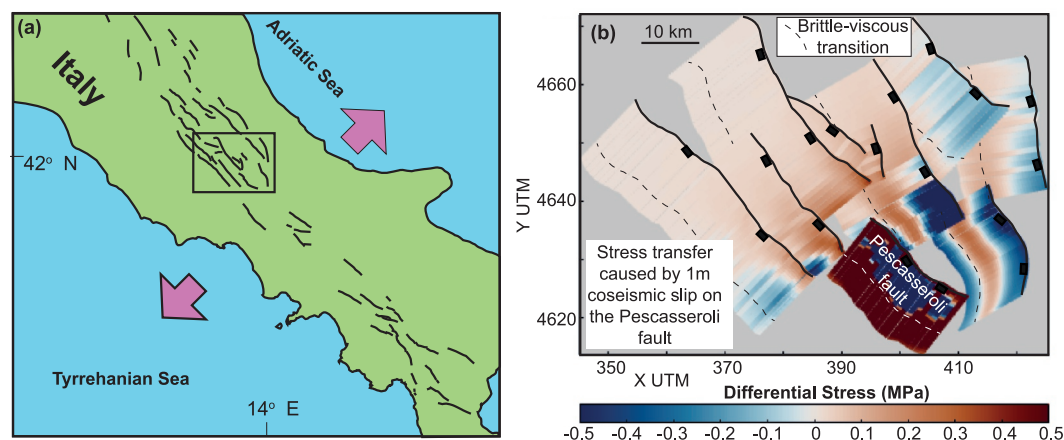 (a)
Italy
Adriatic Sea
42° N
Tyrrehanian Sea
14° E
(b)
10 km
Brittle-viscous
transition
4660
4640
4620
Y UTM
Pescasseroli
fault
Stress transfer
caused by 1m
coseismic slip on
the Pescasseroli
fault
350
370
390
410
X UTM
Differential Stress (MPa)
-0.5 -0.4 -0.3 -0.2 -0.1 0 0.1 0.2 0.3 0.4 0.5